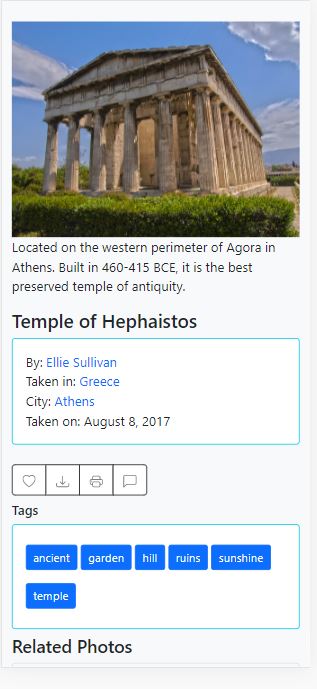 Located on the western perimeter of Agora in
Athens. Built in 460-415 BCE, it is the best
preserved temple of antiquity.
Temple of Hephaistos
By: Ellie Sullivan
Taken in: Greece
City: Athens
Taken on: August 8, 2017
Tags
ancient garden hill ruins sunshine
temple
Related Photos